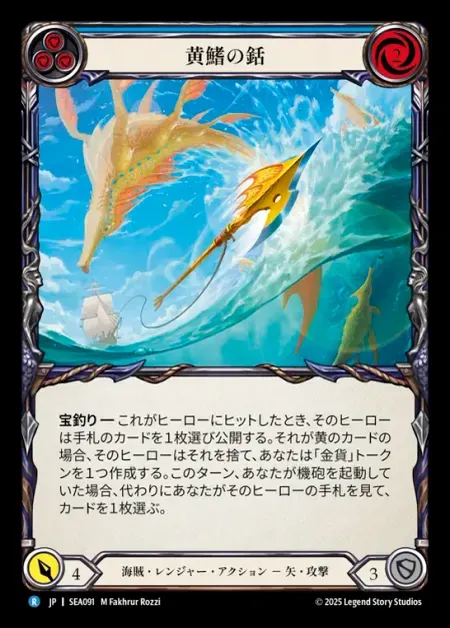 黄鰭の銛
2
宝釣り ー これがヒーローにヒットしたとき、そのヒーロー
は手札のカードを1枚選び公開する。それが黄のカードの
場合、そのヒーローはそれを捨て、あなたは「金貨」トーク
ンを1つ作成する。このターン、あなたが機砲を起動して
いた場合、代わりにあなたがそのヒーローの手札を見て、
カードを1枚選ぶ。
4
海賊・レンジャー・アクション ー 矢・攻撃
3
R JP | SEA091 M Fakhrur Rozzi
© 2025 Legend Story Studios